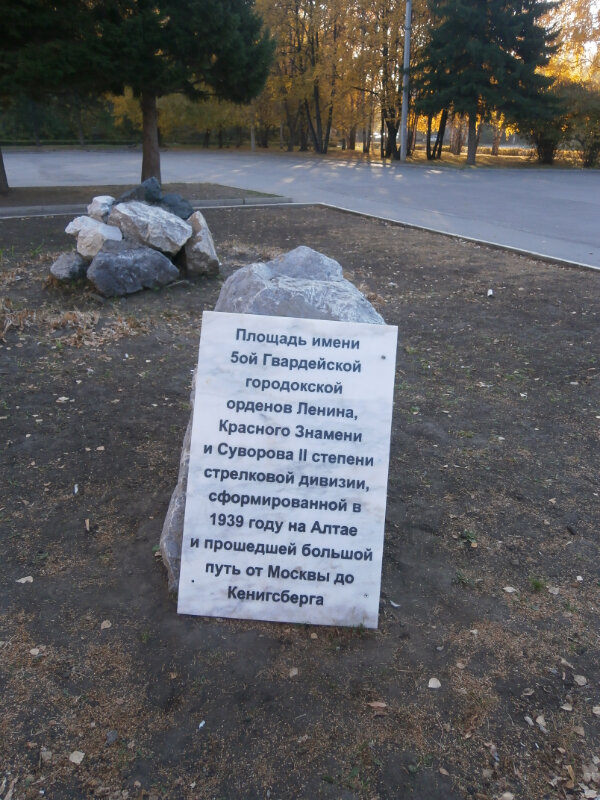 Площадь имени
5ой Гвардейской
городокской
орденов Ленина,
Красного Знамени
и Суворова II степени
стрелковой дивизии,
сформированной в
1939 году на Алтае
и прошедшей большой
путь от Москвы до
Кенигсберга